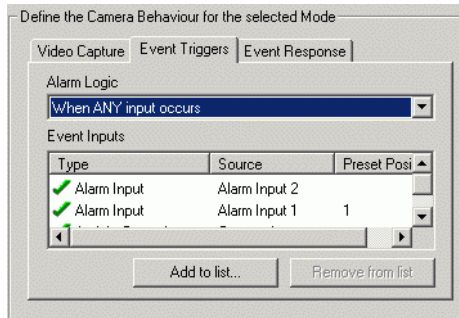 Define the Camera Behaviour for the selected Mode
Video Capture Event Triggers Event Response
Alarm Logic
When ANY input occurs
Event Inputs
Type Source Preset Posi
Alarm Input Alarm Input 2
Alarm Input Alarm Input 1 1
Add to list... Remove from list